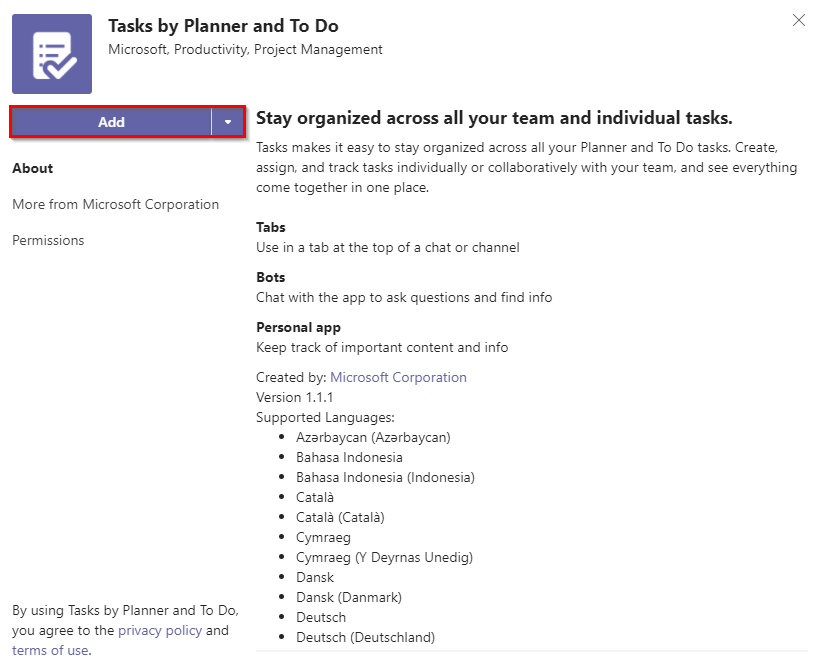 Tasks by Planner and To Do
Microsoft, Productivity, Project Management
Add
About
More from Microsoft Corporation
Permissions
By using Tasks by Planner and To Do,
you agree to the privacy policy and
terms of use.
Stay organized across all your team and individual tasks.
Tasks makes it easy to stay organized across all your Planner and To Do tasks. Create,
assign, and track tasks individually or collaboratively with your team, and see everything
come together in one place.
Tabs
Use in a tab at the top of a chat or channel
Bots
Chat with the app to ask questions and find info
Personal app
Keep track of important content and info
Created by: Microsoft Corporation
Version 1.1.1
Supported Languages:
• Azərbaycan (Azərbaycan)
• Bahasa Indonesia
• Bahasa Indonesia (Indonesia)
• Català
• Català (Català)
• Cymraeg
• Cymraeg (Y Deyrnas Unedig)
• Dansk
• Dansk (Danmark)
• Deutsch
• Deutsch (Deutschland)